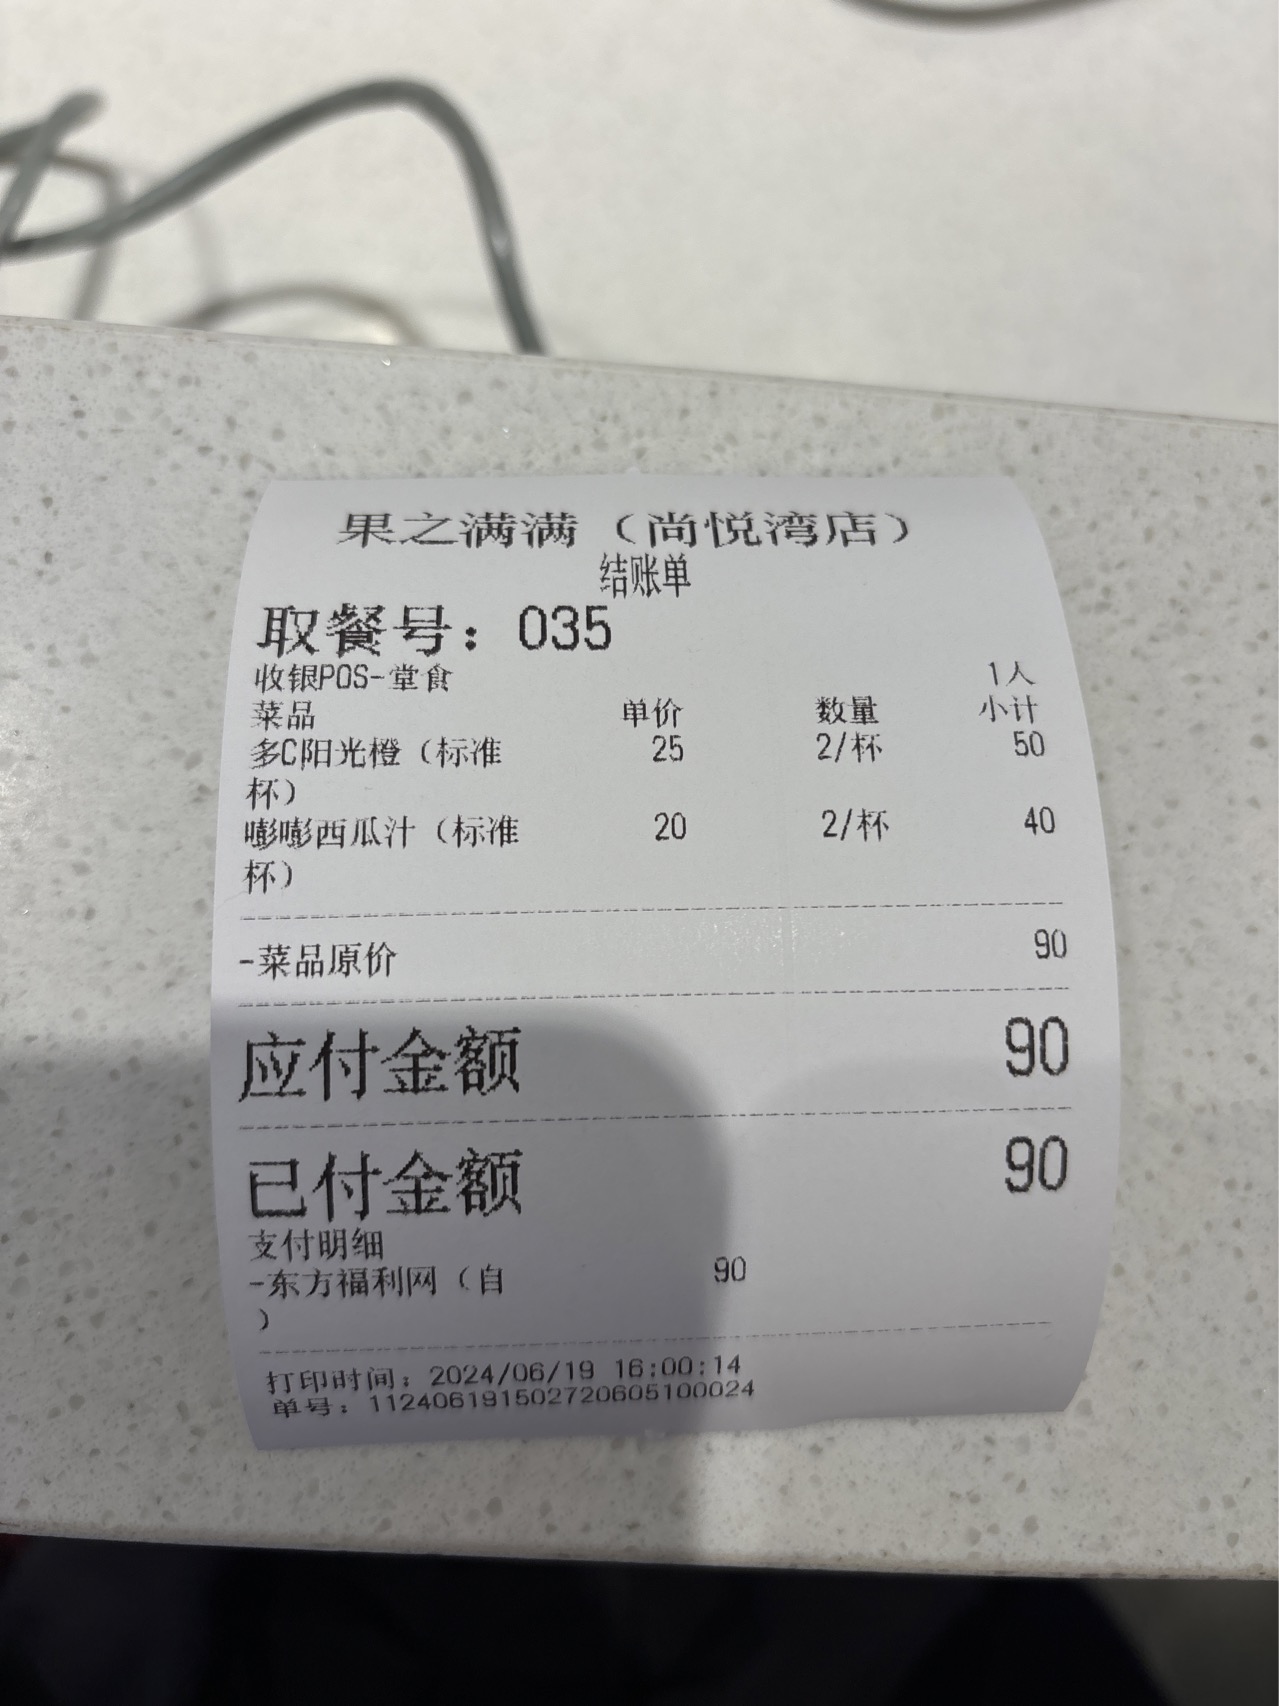 果之满满（尚悦湾店）
结账单
取餐号：035
收银POS-堂食 1人
菜品 单价 数量 小计
多C阳光橙（标准 25 2/杯 50
杯）
嘭嘭西瓜汁（标准 20 2/杯 40
杯）
-菜品原价 90
应付金额 90
已付金额 90
支付明细
-东方福利网（自 90
）
打印时间：2024/06/19 16:00:14
单号：11240619150272060510​0024